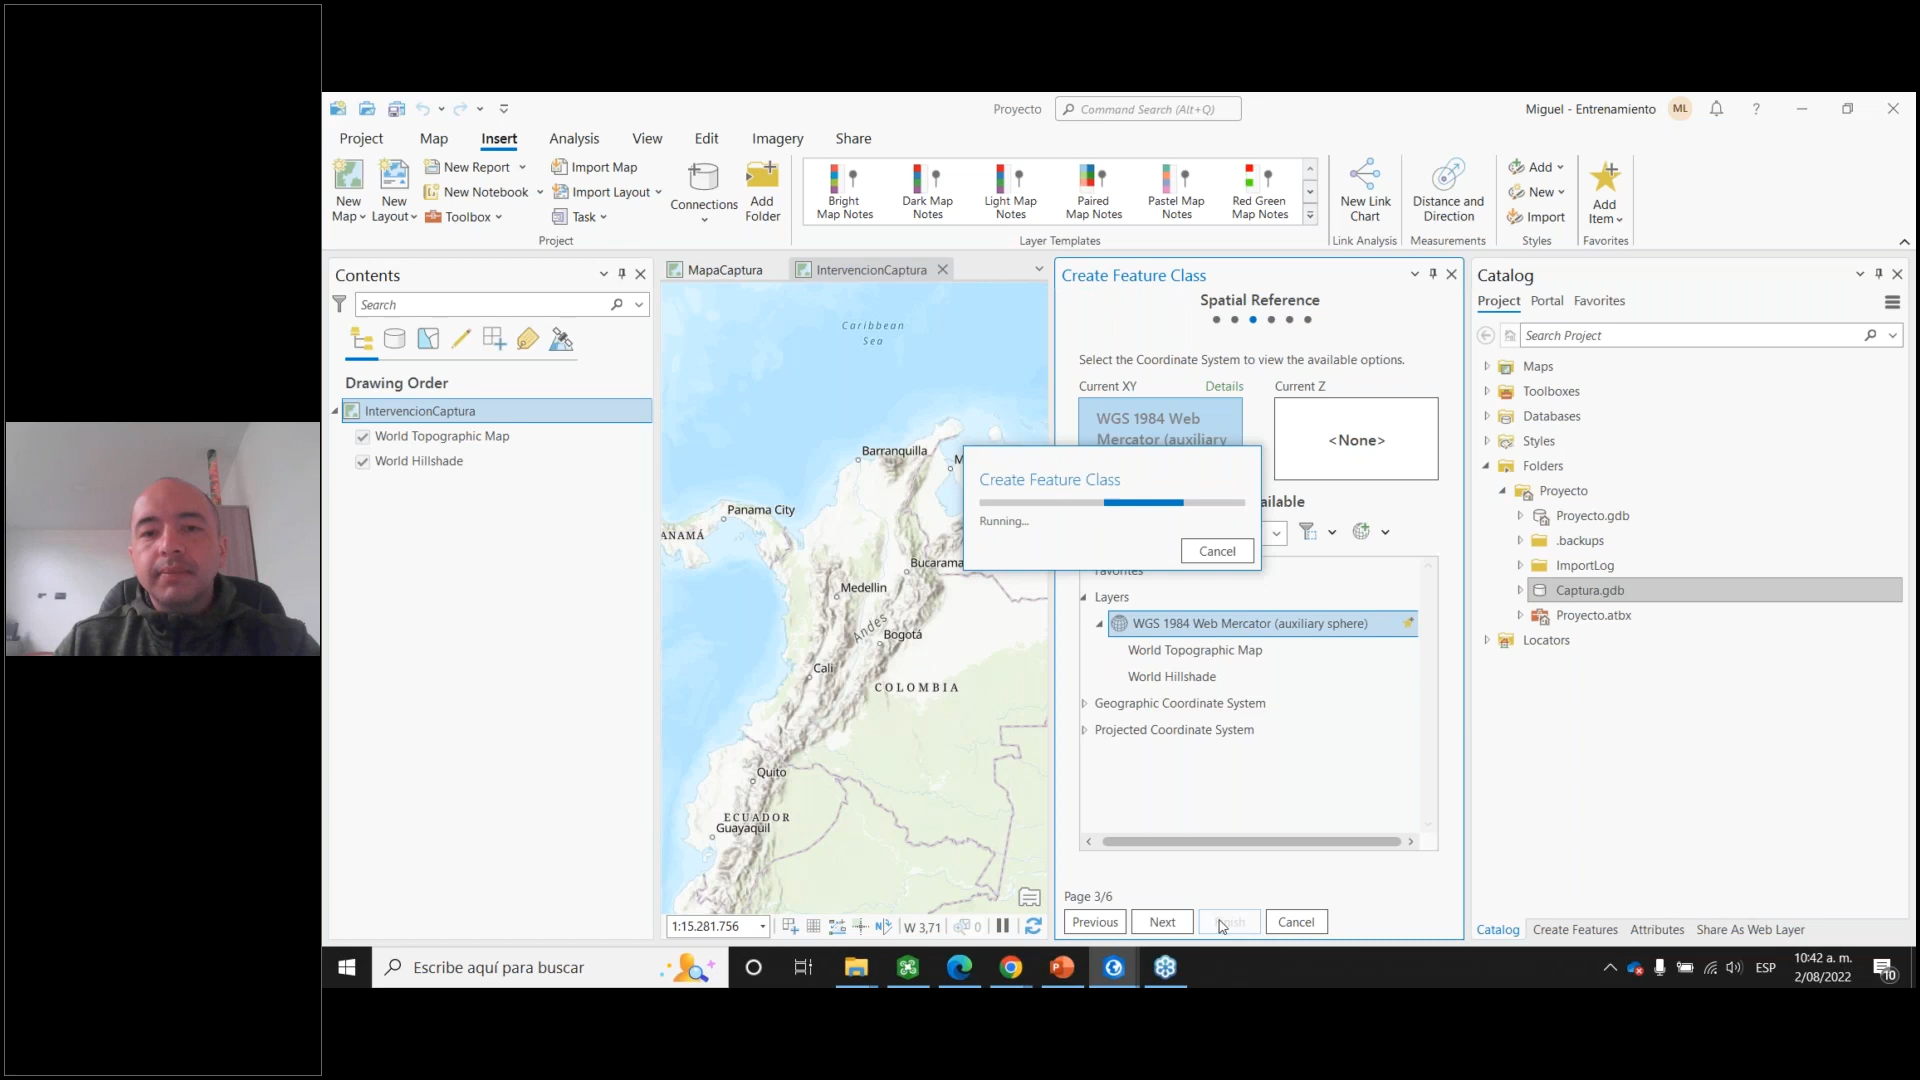 Proyecto
Command Search (Alt+Q)
Miguel - Entrenamiento
ML
Project
Map
Insert
Analysis
View
Edit
Imagery
Share
New Map
New Layout
New Report
New Notebook
Toolbox
Import Map
Import Layout
Task
Connections
Add Folder
Project
Bright Map Notes
Dark Map Notes
Light Map Notes
Paired Map Notes
Pastel Map Notes
Red Green Map Notes
Layer Templates
New Link Chart
Link Analysis
Distance and Direction
Measurements
Add
New
Import
Styles
Add Item
Favorites
Contents
Search
Drawing Order
IntervencionCaptura
World Topographic Map
World Hillshade
MapaCaptura
IntervencionCaptura
Caribbean
Sea
Barranquilla
M
Panama City
ANAMÁ
Bucarama
Medellin
Andes
Bogotá
Cali
COLOMBIA
Quito
ECUADOR
Guayaquil
1:15.281.756
W 3,71
0
Create Feature Class
Spatial Reference
Select the Coordinate System to view the available options.
Current XY
Details
Current Z
WGS 1984 Web
Mercator (auxiliary
<None>
Create Feature Class
Running...
Cancel
ailable
Favorites
Layers
WGS 1984 Web Mercator (auxiliary sphere)
World Topographic Map
World Hillshade
Geographic Coordinate System
Projected Coordinate System
Page 3/6
Previous
Next
Cancel
Catalog
Project
Portal
Favorites
Search Project
Maps
Toolboxes
Databases
Styles
Folders
Proyecto
Proyecto.gdb
.backups
ImportLog
Captura.gdb
Proyecto.atbx
Locators
Catalog
Create Features
Attributes
Share As Web Layer
Escribe aquí para buscar
ESP
10:42 a. m.
2/08/2022
10